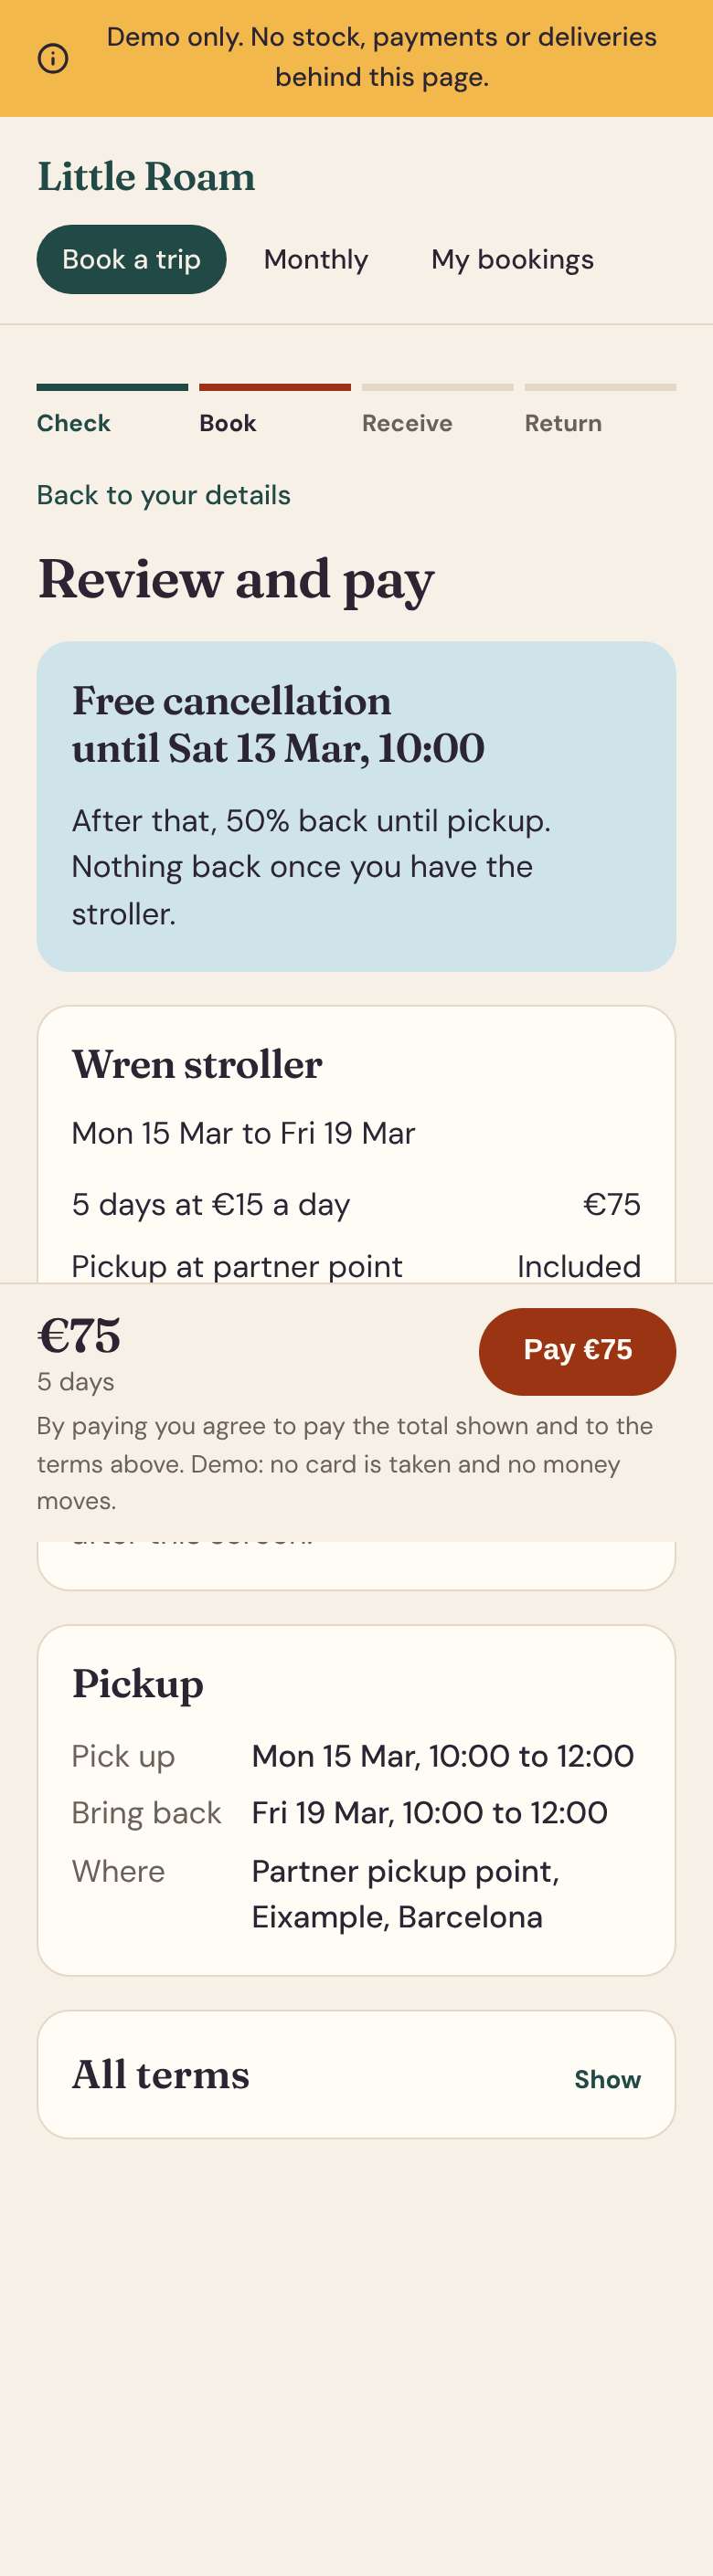 Demo only. No stock, payments or deliveries
behind this page.
Little Roam
Book a trip
Monthly
My bookings
Check
Book
Receive
Return
Back to your details
Review and pay
Free cancellation
until Sat 13 Mar, 10:00
After that, 50% back until pickup.
Nothing back once you have the
stroller.
Wren stroller
Mon 15 Mar to Fri 19 Mar
5 days at €15 a day €75
Pickup at partner point Included
€75
5 days
Pay €75
By paying you agree to pay the total shown and to the
terms above. Demo: no card is taken and no money
moves.
after this screen.
Pickup
Pick up Mon 15 Mar, 10:00 to 12:00
Bring back Fri 19 Mar, 10:00 to 12:00
Where Partner pickup point,
Eixample, Barcelona
All terms
Show